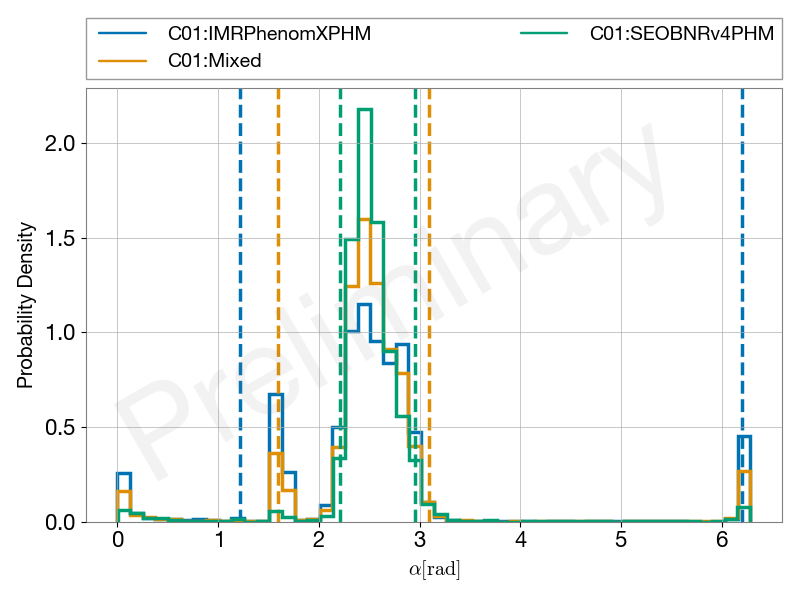 C01:IMRPhenomXPHM
C01:SEOBNRv4PHM
C01:Mixed
Preliminary
Probability Density
2.0
1.5
1.0
0.5
0.0
0 1 2 3 4 5 6
α[rad]